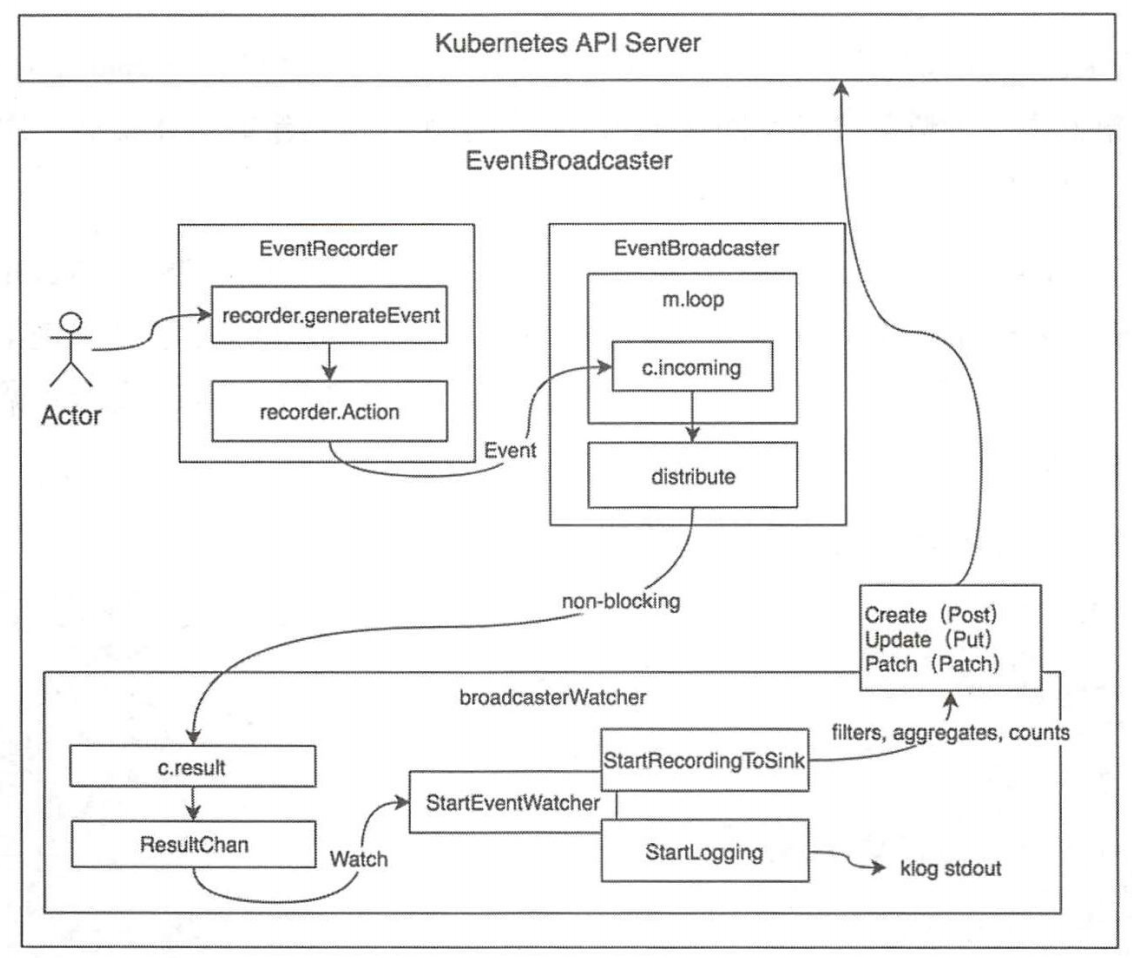 Kubernetes API Server
EventBroadcaster
EventRecorder
recorder.generateEvent
recorder.Action
Actor
Event
EventBroadcaster
m.loop
c.incoming
distribute
non-blocking
Create（Post）
Update（Put）
Patch（Patch）
broadcasterWatcher
filters, aggregates, counts
c.result
ResultChan
Watch
StartEventWatcher
StartRecordingToSink
StartLogging
klog stdout